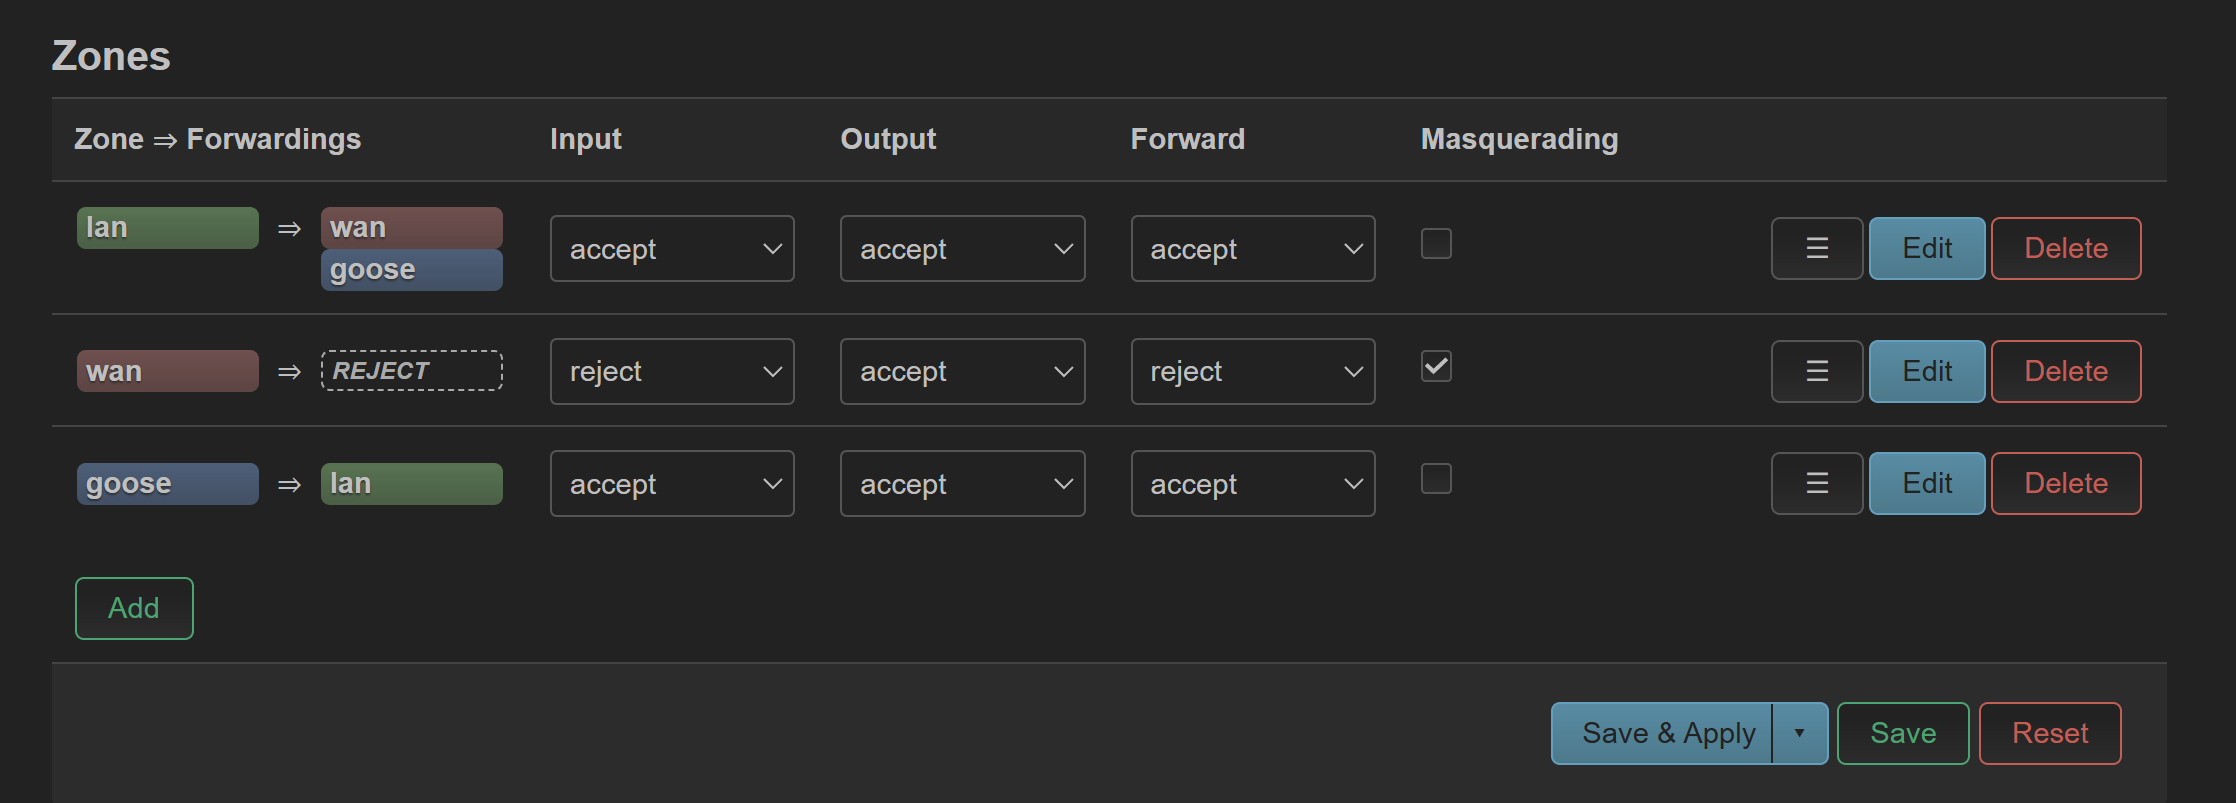 Zones
Zone ⇒ Forwardings Input Output Forward Masquerading
lan ⇒ wan accept accept accept ☰ Edit Delete
goose
wan ⇒ REJECT reject accept reject ☰ Edit Delete
goose ⇒ lan accept accept accept ☰ Edit Delete
Add
Save & Apply ▾ Save Reset